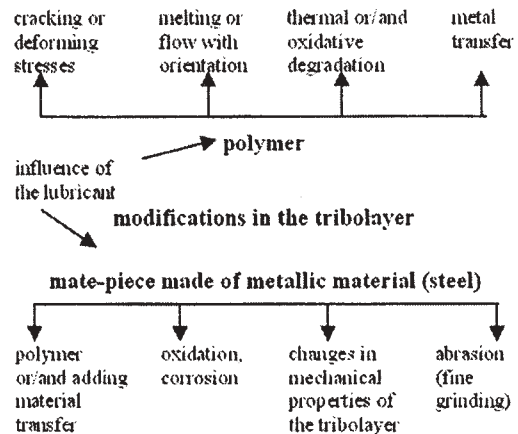 cracking or
deforming
stresses
melting or
flow with
orientation
thermal or/and
oxidative
degradation
metal
transfer
polymer
influence of
the lubricant
modifications in the tribolayer
mate-piece made of metallic material (steel)
polymer
or/and adding
material
transfer
oxidation,
corrosion
changes in
mechanical
properties of
the tribolayer
abrasion
(fine
grinding)